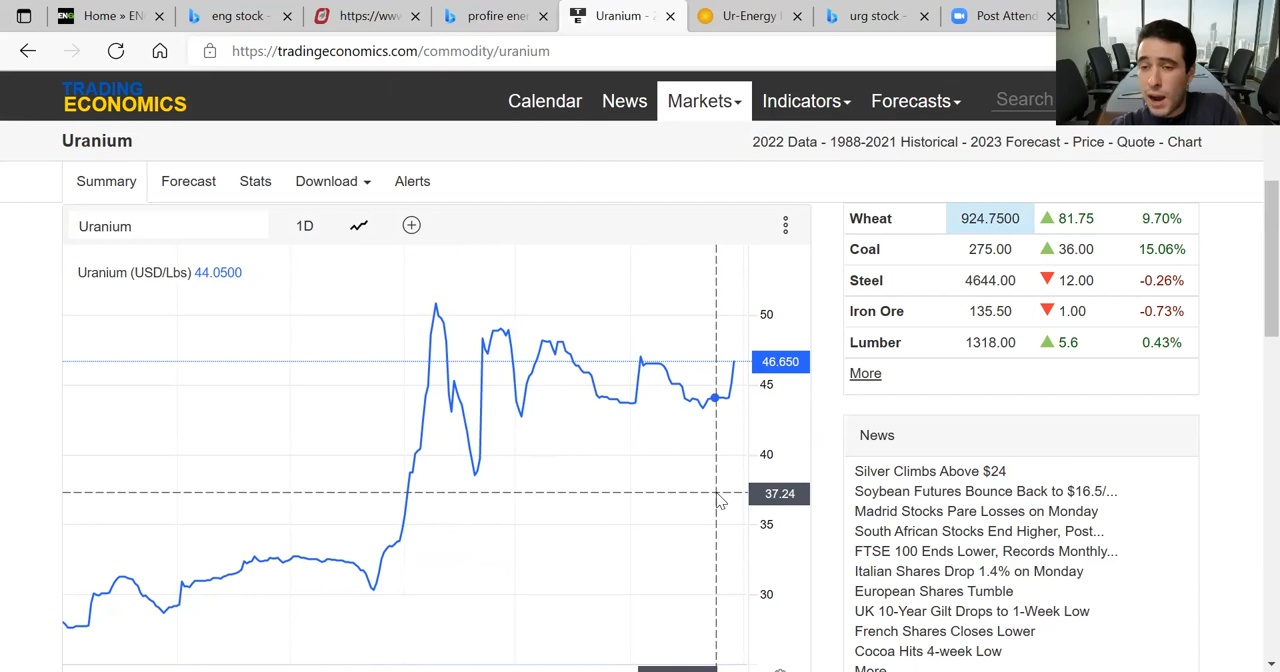 Home » EN
eng stock -
https://ww
profire ener
Uranium - 2
Ur-Energy
urg stock -
Post Attend
https://tradingeconomics.com/commodity/uranium
TRADING
ECONOMICS
Calendar
News
Markets
Indicators
Forecasts
Search
Uranium
2022 Data - 1988-2021 Historical - 2023 Forecast - Price - Quote - Chart
Summary
Forecast
Stats
Download
Alerts
Uranium
1D
Uranium (USD/Lbs) 44.0500
50
46.650
45
40
37.24
35
30
Wheat 924.7500 81.75 9.70%
Coal 275.00 36.00 15.06%
Steel 4644.00 12.00 -0.26%
Iron Ore 135.50 1.00 -0.73%
Lumber 1318.00 5.6 0.43%
More
News
Silver Climbs Above $24
Soybean Futures Bounce Back to $16.5/...
Madrid Stocks Pare Losses on Monday
South African Stocks End Higher, Post...
FTSE 100 Ends Lower, Records Monthly...
Italian Shares Drop 1.4% on Monday
European Shares Tumble
UK 10-Year Gilt Drops to 1-Week Low
French Shares Closes Lower
Cocoa Hits 4-week Low
More